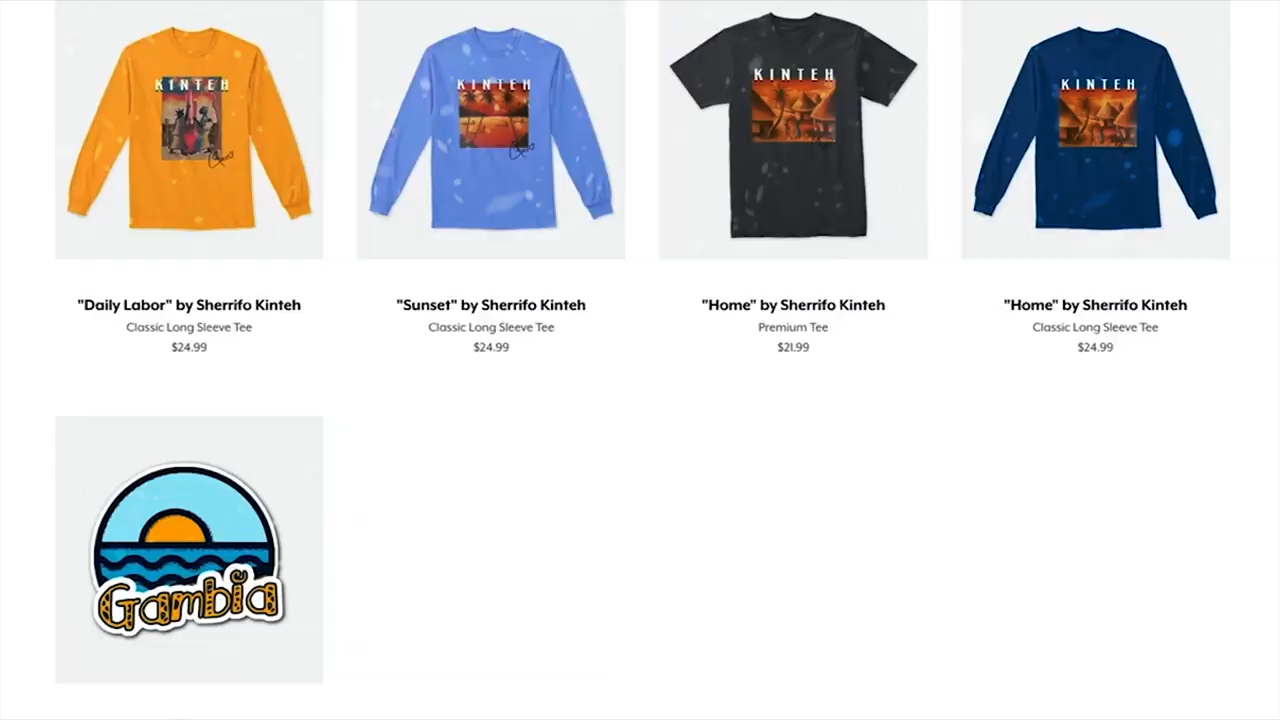 KINTEH
KINTEH
KINTEH
KINTEH
"Daily Labor" by Sherrifo Kinteh
Classic Long Sleeve Tee
$24.99
"Sunset" by Sherrifo Kinteh
Classic Long Sleeve Tee
$24.99
"Home" by Sherrifo Kinteh
Premium Tee
$21.99
"Home" by Sherrifo Kinteh
Classic Long Sleeve Tee
$24.99
Gambia